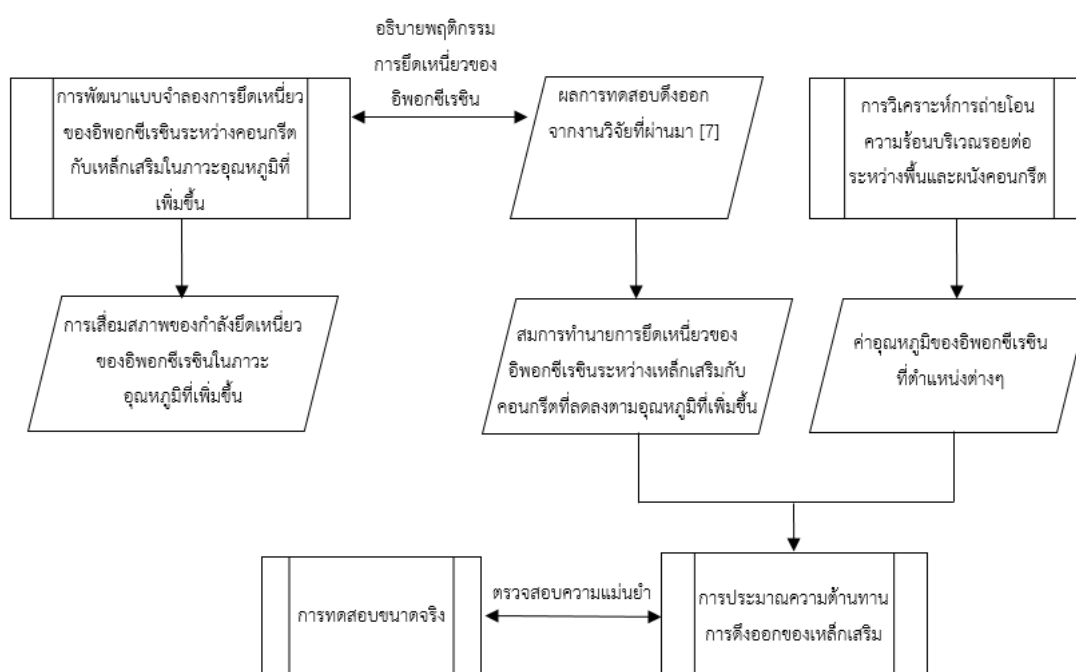 อธิบายพฤติกรรม
การยึดเหนี่ยวของ
อิพอกซีเรซิน
การพัฒนาแบบจำลองการยึดเหนี่ยว
ของอิพอกซีเรซินระหว่างคอนกรีต
กับเหล็กเสริมในภาวะอุณหภูมิที่
เพิ่มขึ้น
ผลการทดสอบดึงออก
จากงานวิจัยที่ผ่านมา [7]
การวิเคราะห์การถ่ายโอน
ความร้อนบริเวณรอยต่อ
ระหว่างพื้นและผนังคอนกรีต
การเสื่อมสภาพของกำลังยึดเหนี่ยว
ของอิพอกซีเรซินในภาวะ
อุณหภูมิที่เพิ่มขึ้น
สมการทำนายการยึดเหนี่ยวของ
อิพอกซีเรซินระหว่างเหล็กเสริมกับ
คอนกรีตที่ลดลงตามอุณหภูมิที่เพิ่มขึ้น
ค่าอุณหภูมิของอิพอกซีเรซิน
ที่ตำแหน่งต่างๆ
การทดสอบขนาดจริง
ตรวจสอบความแม่นยำ
การประมาณความต้านทาน
การดึงออกของเหล็กเสริม